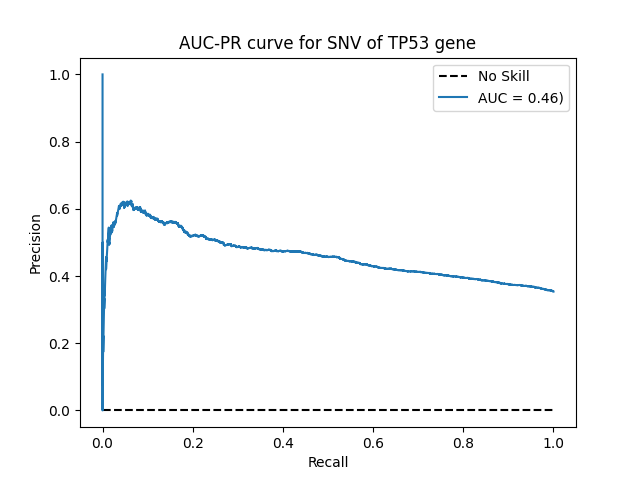 AUC-PR curve for SNV of TP53 gene
No Skill
AUC = 0.46)
1.0
0.8
0.6
0.4
0.2
0.0
Precision
0.0 0.2 0.4 0.6 0.8 1.0
Recall